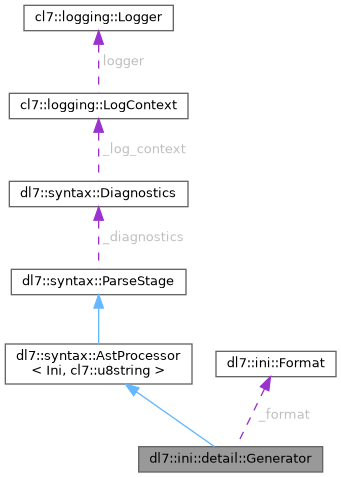 cl7::logging::Logger
logger
cl7::logging::LogContext
_log_context
dl7::syntax::Diagnostics
_diagnostics
dl7::syntax::ParseStage
dl7::syntax::AstProcessor
< Ini, cl7::u8string >
dl7::ini::Format
_format
dl7::ini::detail::Generator